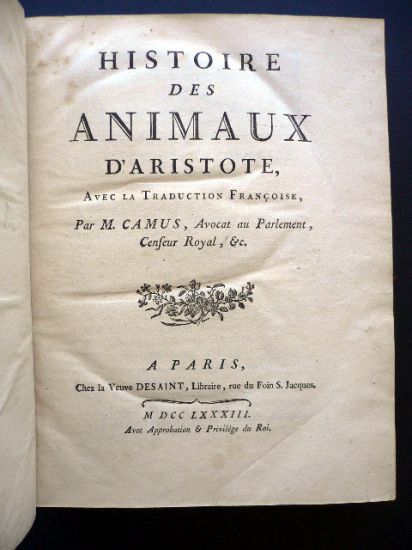 HISTOIRE
DES
ANIMAUX
D'ARISTOTE,
AVEC LA TRADUCTION FRANÇOISE,
Par M. CAMUS, Avocat au Parlement,
Cenſeur Royal, &c.
A PARIS,
Chez la Veuve DESAINT, Libraire, rue du Foin S. Jacques.
M DCC LXXXIII.
Avec Approbation & Privilége du Roi.